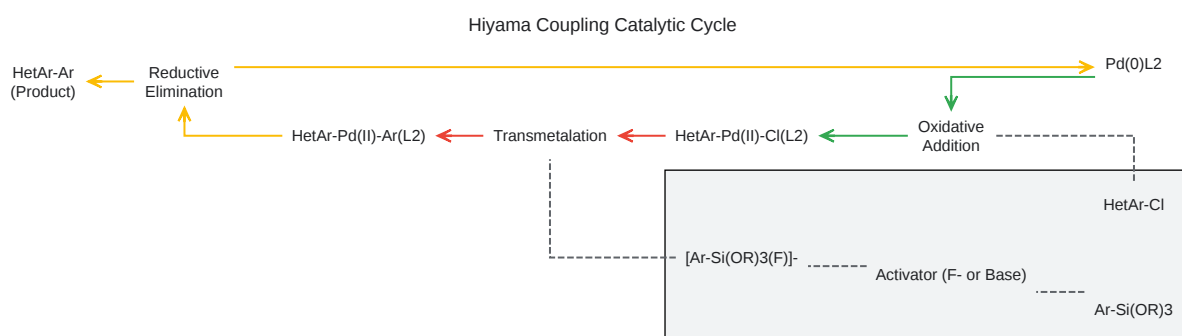 Hiyama Coupling Catalytic Cycle
HetAr-Ar
(Product)
Reductive
Elimination
Pd(0)L2
HetAr-Pd(II)-Ar(L2)
Transmetalation
HetAr-Pd(II)-Cl(L2)
Oxidative
Addition
HetAr-Cl
[Ar-Si(OR)3(F)]-
Activator (F- or Base)
Ar-Si(OR)3